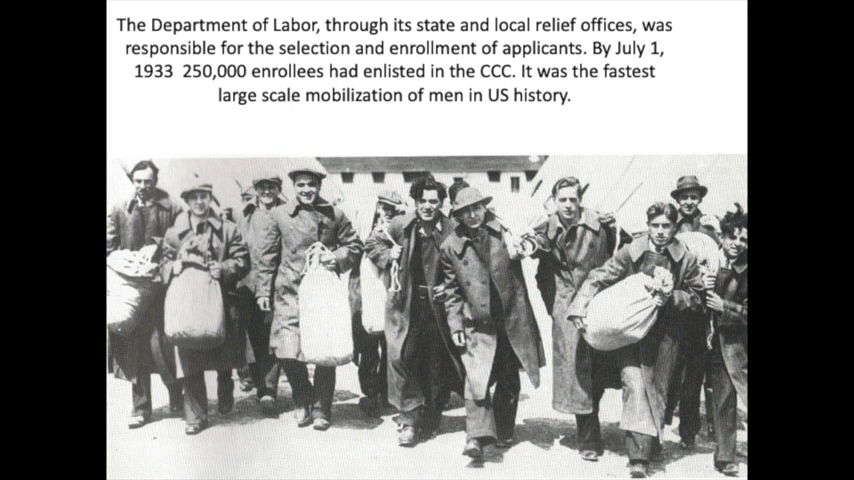 The Department of Labor, through its state and local relief offices, was
responsible for the selection and enrollment of applicants. By July 1,
1933  250,000 enrollees had enlisted in the CCC. It was the fastest
large scale mobilization of men in US history.